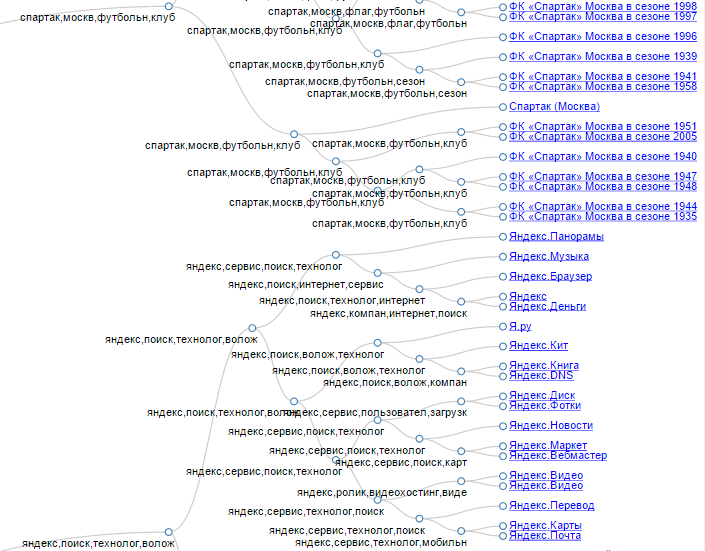 ФК «Спартак» Москва в сезоне 1998
спартак,москв,флаг,футбольн
ФК «Спартак» Москва в сезоне 1997
спартак,москв,футбольн,клуб
спартак,москв,флаг,футбольн
спартак,москв,футбольн,клуб
ФК «Спартак» Москва в сезоне 1996
ФК «Спартак» Москва в сезоне 1939
спартак,москв,футбольн,клуб
ФК «Спартак» Москва в сезоне 1941
спартак,москв,футбольн,сезон
ФК «Спартак» Москва в сезоне 1958
спартак,москв,футбольн,сезон
Спартак (Москва)
ФК «Спартак» Москва в сезоне 1951
ФК «Спартак» Москва в сезоне 2005
спартак,москв,футбольн,клуб
спартак,москв,футбольн,клуб
ФК «Спартак» Москва в сезоне 1940
спартак,москв,футбольн,клуб
ФК «Спартак» Москва в сезоне 1947
спартак,москв,футбольн,клуб
ФК «Спартак» Москва в сезоне 1948
спартак,москв,футбольн,клуб
спартак,москв,футбольн,клуб
ФК «Спартак» Москва в сезоне 1944
ФК «Спартак» Москва в сезоне 1935
спартак,москв,футбольн,клуб
Яндекс.Панорамы
Яндекс.Музыка
яндекс,сервис,поиск,технолог
Яндекс.Браузер
яндекс,поиск,интернет,сервис
Яндекс
яндекс,поиск,технолог,интернет
Яндекс.Деньги
яндекс,компан,интернет,поиск
Я.ру
яндекс,поиск,технолог,волож
Яндекс.Кит
яндекс,поиск,волож,технолог
Яндекс.Книга
яндекс,поиск,волож,технолог
Яндекс.DNS
яндекс,поиск,волож,компан
Яндекс.Диск
Яндекс.Фотки
яндекс,поиск,технолог,волож
яндекс,сервис,пользовател,загрузк
Яндекс.Новости
яндекс,сервис,поиск,технолог
Яндекс.Маркет
яндекс,сервис,поиск,технолог
Яндекс.Вебмастер
яндекс,сервис,поиск,карт
яндекс,сервис,поиск,технолог
Яндекс.Видео
Яндекс.Видео
яндекс,ролик,видеохостинг,виде
Яндекс.Перевод
яндекс,сервис,технолог,поиск
Яндекс.Карты
яндекс,сервис,технолог,поиск
Яндекс.Почта
яндекс,поиск,технолог,волож
яндекс,сервис,технолог,мобильн